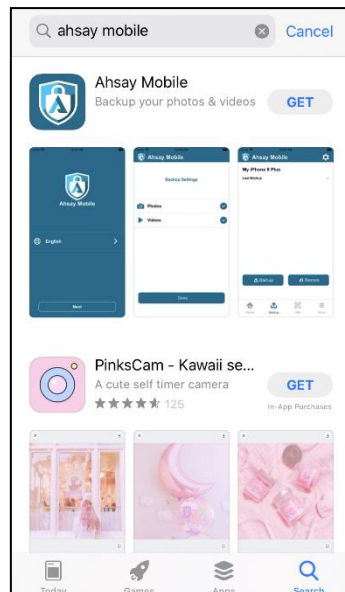 ahsay mobile
Cancel
Ahsay Mobile
Backup your photos & videos
GET
Ahsay Mobile
English
Next
Ahsay Mobile
Device Settings
Photos
Videos
Ahsay Mobile
My iPhone 8 Plus
Last Backup
Backup
Restore
Backup
PinksCam - Kawaii se...
A cute self timer camera
GET
125
In-App Purchases
Today
Games
Apps
Search